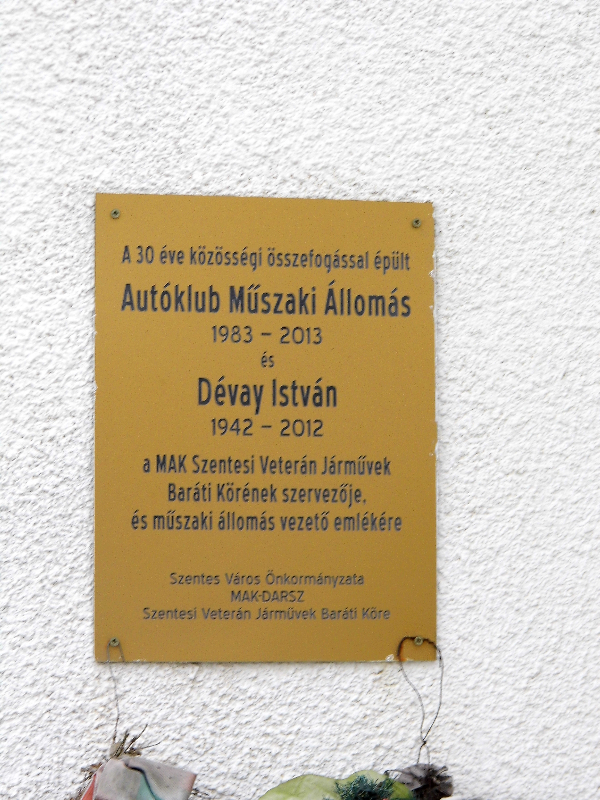 A 30 éve közösségi összefogással épült
Autóklub Műszaki Állomás
1983 – 2013
és
Dévay István
1942 – 2012
a MAK Szentesi Veterán Járművek
Baráti Körének szervezője,
és műszaki állomás vezető emlékére
Szentes Város Önkormányzata
MAK-DARSZ
Szentesi Veterán Járművek Baráti Köre